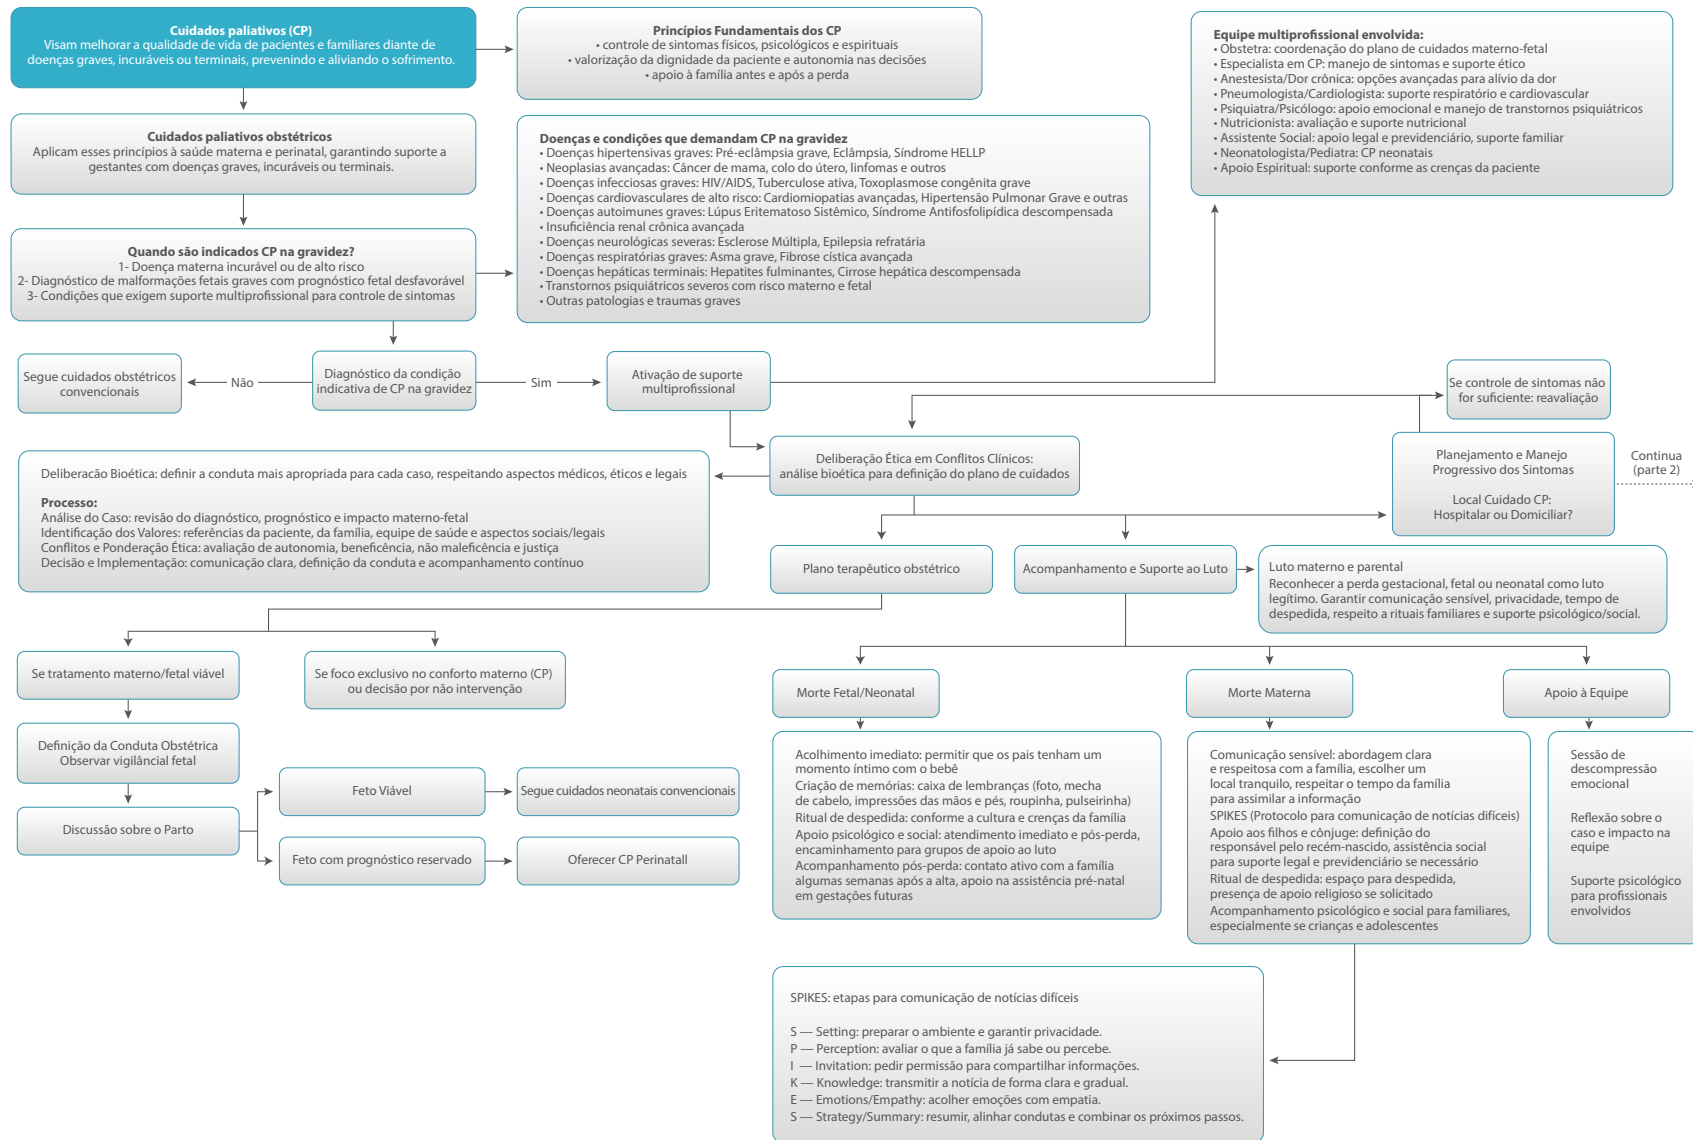 Cuidados paliativos (CP)
Visam melhorar a qualidade de vida de pacientes e familiares diante de
doenças graves, incuráveis ou terminais, prevenindo e aliviando o sofrimento.
Princípios Fundamentais dos CP
• controle de sintomas físicos, psicológicos e espirituais
• valorização da dignidade da paciente e autonomia nas decisões
• apoio à família antes e após a perda
Equipe multiprofissional envolvida:
• Obstetra: coordenação do plano de cuidados materno-fetal
• Especialista em CP: manejo de sintomas e suporte ético
• Anestesista/Dor crônica: opções avançadas para alívio da dor
• Pneumologista/Cardiologista: suporte respiratório e cardiovascular
• Psiquiatra/Psicólogo: apoio emocional e manejo de transtornos psiquiátricos
• Nutricionista: avaliação e suporte nutricional
• Assistente Social: apoio legal e previdenciário, suporte familiar
• Neonatologista/Pediatra: CP neonatais
• Apoio Espiritual: suporte conforme as crenças da paciente
Cuidados paliativos obstétricos
Aplicam esses princípios à saúde materna e perinatal, garantindo suporte a
gestantes com doenças graves, incuráveis ou terminais.
Doenças e condições que demandam CP na gravidez
• Doenças hipertensivas graves: Pré-eclâmpsia grave, Eclâmpsia, Síndrome HELLP
• Neoplasias avançadas: Câncer de mama, colo do útero, linfomas e outros
• Doenças infecciosas graves: HIV/AIDS, Tuberculose ativa, Toxoplasmose congênita grave
• Doenças cardiovasculares de alto risco: Cardiomiopatias avançadas, Hipertensão Pulmonar Grave e outras
• Doenças autoimunes graves: Lúpus Eritematoso Sistêmico, Síndrome Antifosfolipídica descompensada
• Insuficiência renal crônica avançada
• Doenças neurológicas severas: Esclerose Múltipla, Epilepsia refratária
• Doenças respiratórias graves: Asma grave, Fibrose cística avançada
• Doenças hepáticas terminais: Hepatites fulminantes, Cirrose hepática descompensada
• Transtornos psiquiátricos severos com risco materno e fetal
• Outras patologias e traumas graves
Quando são indicados CP na gravidez?
1- Doença materna incurável ou de alto risco
2- Diagnóstico de malformações fetais graves com prognóstico fetal desfavorável
3- Condições que exigem suporte multiprofissional para controle de sintomas
Segue cuidados obstétricos
convencionais
Não
Diagnóstico da condição
indicativa de CP na gravidez
Sim
Ativação de suporte
multiprofissional
Se controle de sintomas não
for suficiente: reavaliação
Deliberação Ética em Conflitos Clínicos:
análise bioética para definição do plano de cuidados
Planejamento e Manejo
Progressivo dos Sintomas
Local Cuidado CP:
Hospitalar ou Domiciliar?
Continua
(parte 2)
Deliberacão Bioética: definir a conduta mais apropriada para cada caso, respeitando aspectos médicos, éticos e legais
Processo:
Análise do Caso: revisão do diagnóstico, prognóstico e impacto materno-fetal
Identificação dos Valores: referências da paciente, da família, equipe de saúde e aspectos sociais/legais
Conflitos e Ponderação Ética: avaliação de autonomia, beneficência, não maleficência e justiça
Decisão e Implementação: comunicação clara, definição da conduta e acompanhamento contínuo
Plano terapêutico obstétrico
Acompanhamento e Suporte ao Luto
Luto materno e parental
Reconhecer a perda gestacional, fetal ou neonatal como luto
legítimo. Garantir comunicação sensível, privacidade, tempo de
despedida, respeito a rituais familiares e suporte psicológico/social.
Se tratamento materno/fetal viável
Se foco exclusivo no conforto materno (CP)
ou decisão por não intervenção
Morte Fetal/Neonatal
Morte Materna
Apoio à Equipe
Definição da Conduta Obstétrica
Observar vigilâncial fetal
Discussão sobre o Parto
Feto Viável
Segue cuidados neonatais convencionais
Feto com prognóstico reservado
Oferecer CP Perinatall
Acolhimento imediato: permitir que os pais tenham um
momento íntimo com o bebê
Criação de memórias: caixa de lembranças (foto, mecha
de cabelo, impressões das mãos e pés, roupinha, pulseirinha)
Ritual de despedida: conforme a cultura e crenças da família
Apoio psicológico e social: atendimento imediato e pós-perda,
encaminhamento para grupos de apoio ao luto
Acompanhamento pós-perda: contato ativo com a família
algumas semanas após a alta, apoio na assistência pré-natal
em gestações futuras
Comunicação sensível: abordagem clara
e respeitosa com a família, escolher um
local tranquilo, respeitar o tempo da família
para assimilar a informação
SPIKES (Protocolo para comunicação de notícias difíceis)
Apoio aos filhos e cônjuge: definição do
responsável pelo recém-nascido, assistência social
para suporte legal e previdenciário se necessário
Ritual de despedida: espaço para despedida,
presença de apoio religioso se solicitado
Acompanhamento psicológico e social para familiares,
especialmente se crianças e adolescentes
Sessão de
descompressão
emocional
Reflexão sobre o
caso e impacto na
equipe
Suporte psicológico
para profissionais
envolvidos
SPIKES: etapas para comunicação de notícias difíceis
S — Setting: preparar o ambiente e garantir privacidade.
P — Perception: avaliar o que a família já sabe ou percebe.
I — Invitation: pedir permissão para compartilhar informações.
K — Knowledge: transmitir a notícia de forma clara e gradual.
E — Emotions/Empathy: acolher emoções com empatia.
S — Strategy/Summary: resumir, alinhar condutas e combinar os próximos passos.